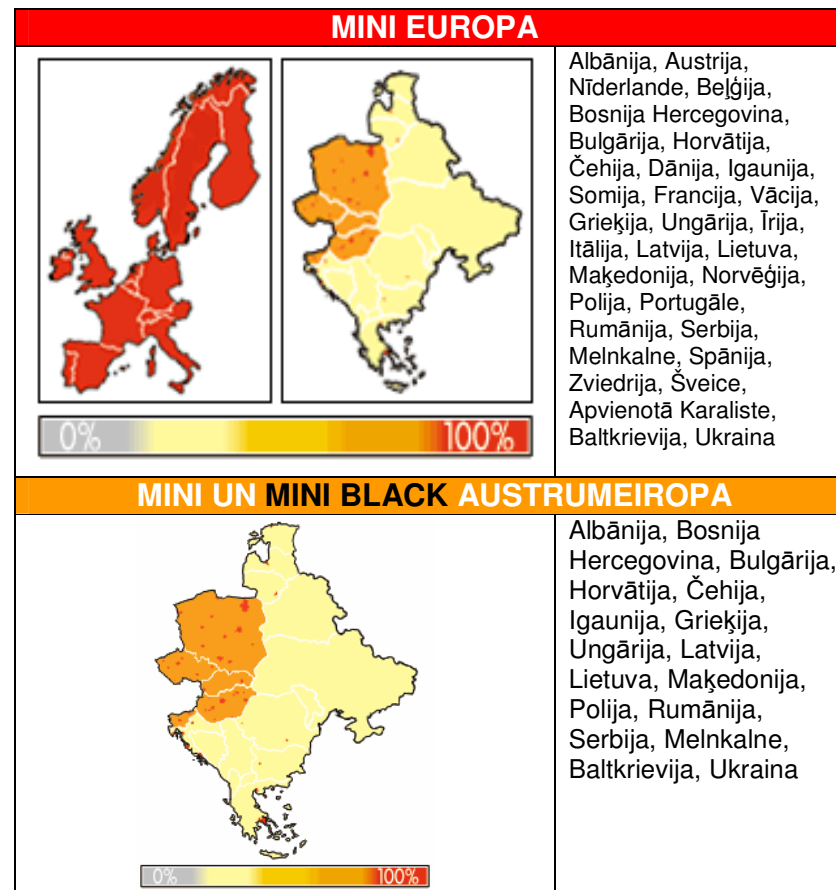 MINI EUROPA
Albānija, Austrija,
Nīderlande, Beļģija,
Bosnija Hercegovina,
Bulgārija, Horvātija,
Čehija, Dānija, Igaunija,
Somija, Francija, Vācija,
Grieķija, Ungārija, Īrija,
Itālija, Latvija, Lietuva,
Maķedonija, Norvēģija,
Polija, Portugāle,
Rumānija, Serbija,
Melnkalne, Spānija,
Zviedrija, Šveice,
Apvienotā Karaliste,
Baltkrievija, Ukraina
0% 100%
MINI UN MINI BLACK AUSTRUMEIROPA
Albānija, Bosnija
Hercegovina, Bulgārija,
Horvātija, Čehija,
Igaunija, Grieķija,
Ungārija, Latvija,
Lietuva, Maķedonija,
Polija, Rumānija,
Serbija, Melnkalne,
Baltkrievija, Ukraina
0% 100%